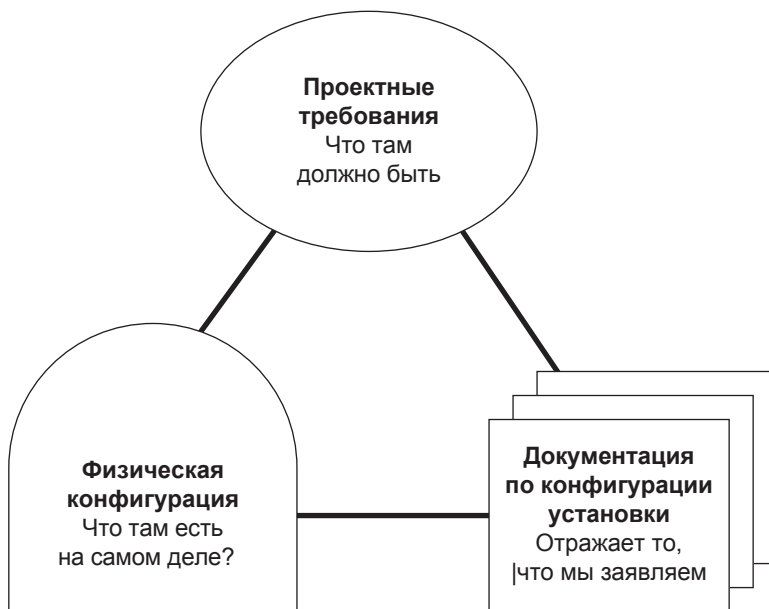 Проектные
требования
Что там
должно быть
Физическая
конфигурация
Что там есть
на самом деле?
Документация
по конфигурации
установки
Отражает то,
|что мы заявляем